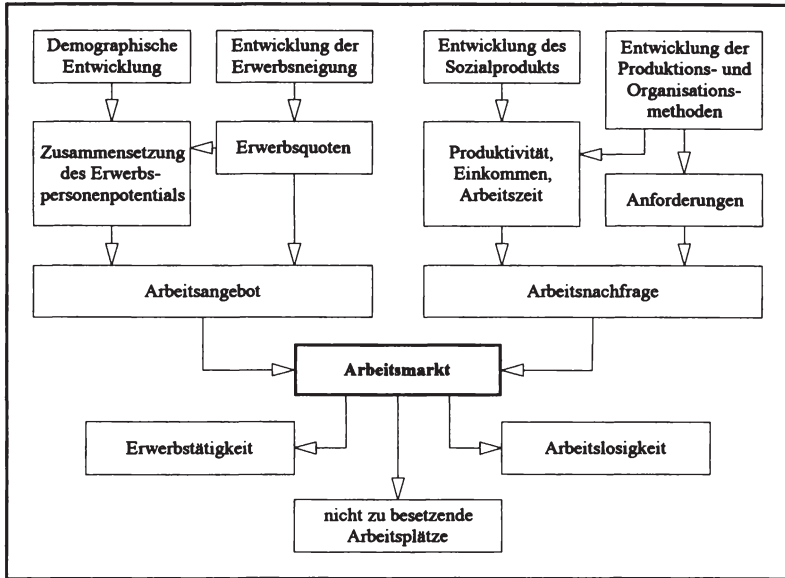 Demographische
Entwicklung
Entwicklung der
Erwerbsneigung
Entwicklung des
Sozialprodukts
Entwicklung der
Produktions- und
Organisations-
methoden
Zusammensetzung
des Erwerbs-
personenpotentials
Erwerbsquoten
Produktivität,
Einkommen,
Arbeitszeit
Anforderungen
Arbeitsangebot
Arbeitsnachfrage
Arbeitsmarkt
Erwerbstätigkeit
Arbeitslosigkeit
nicht zu besetzende
Arbeitsplätze